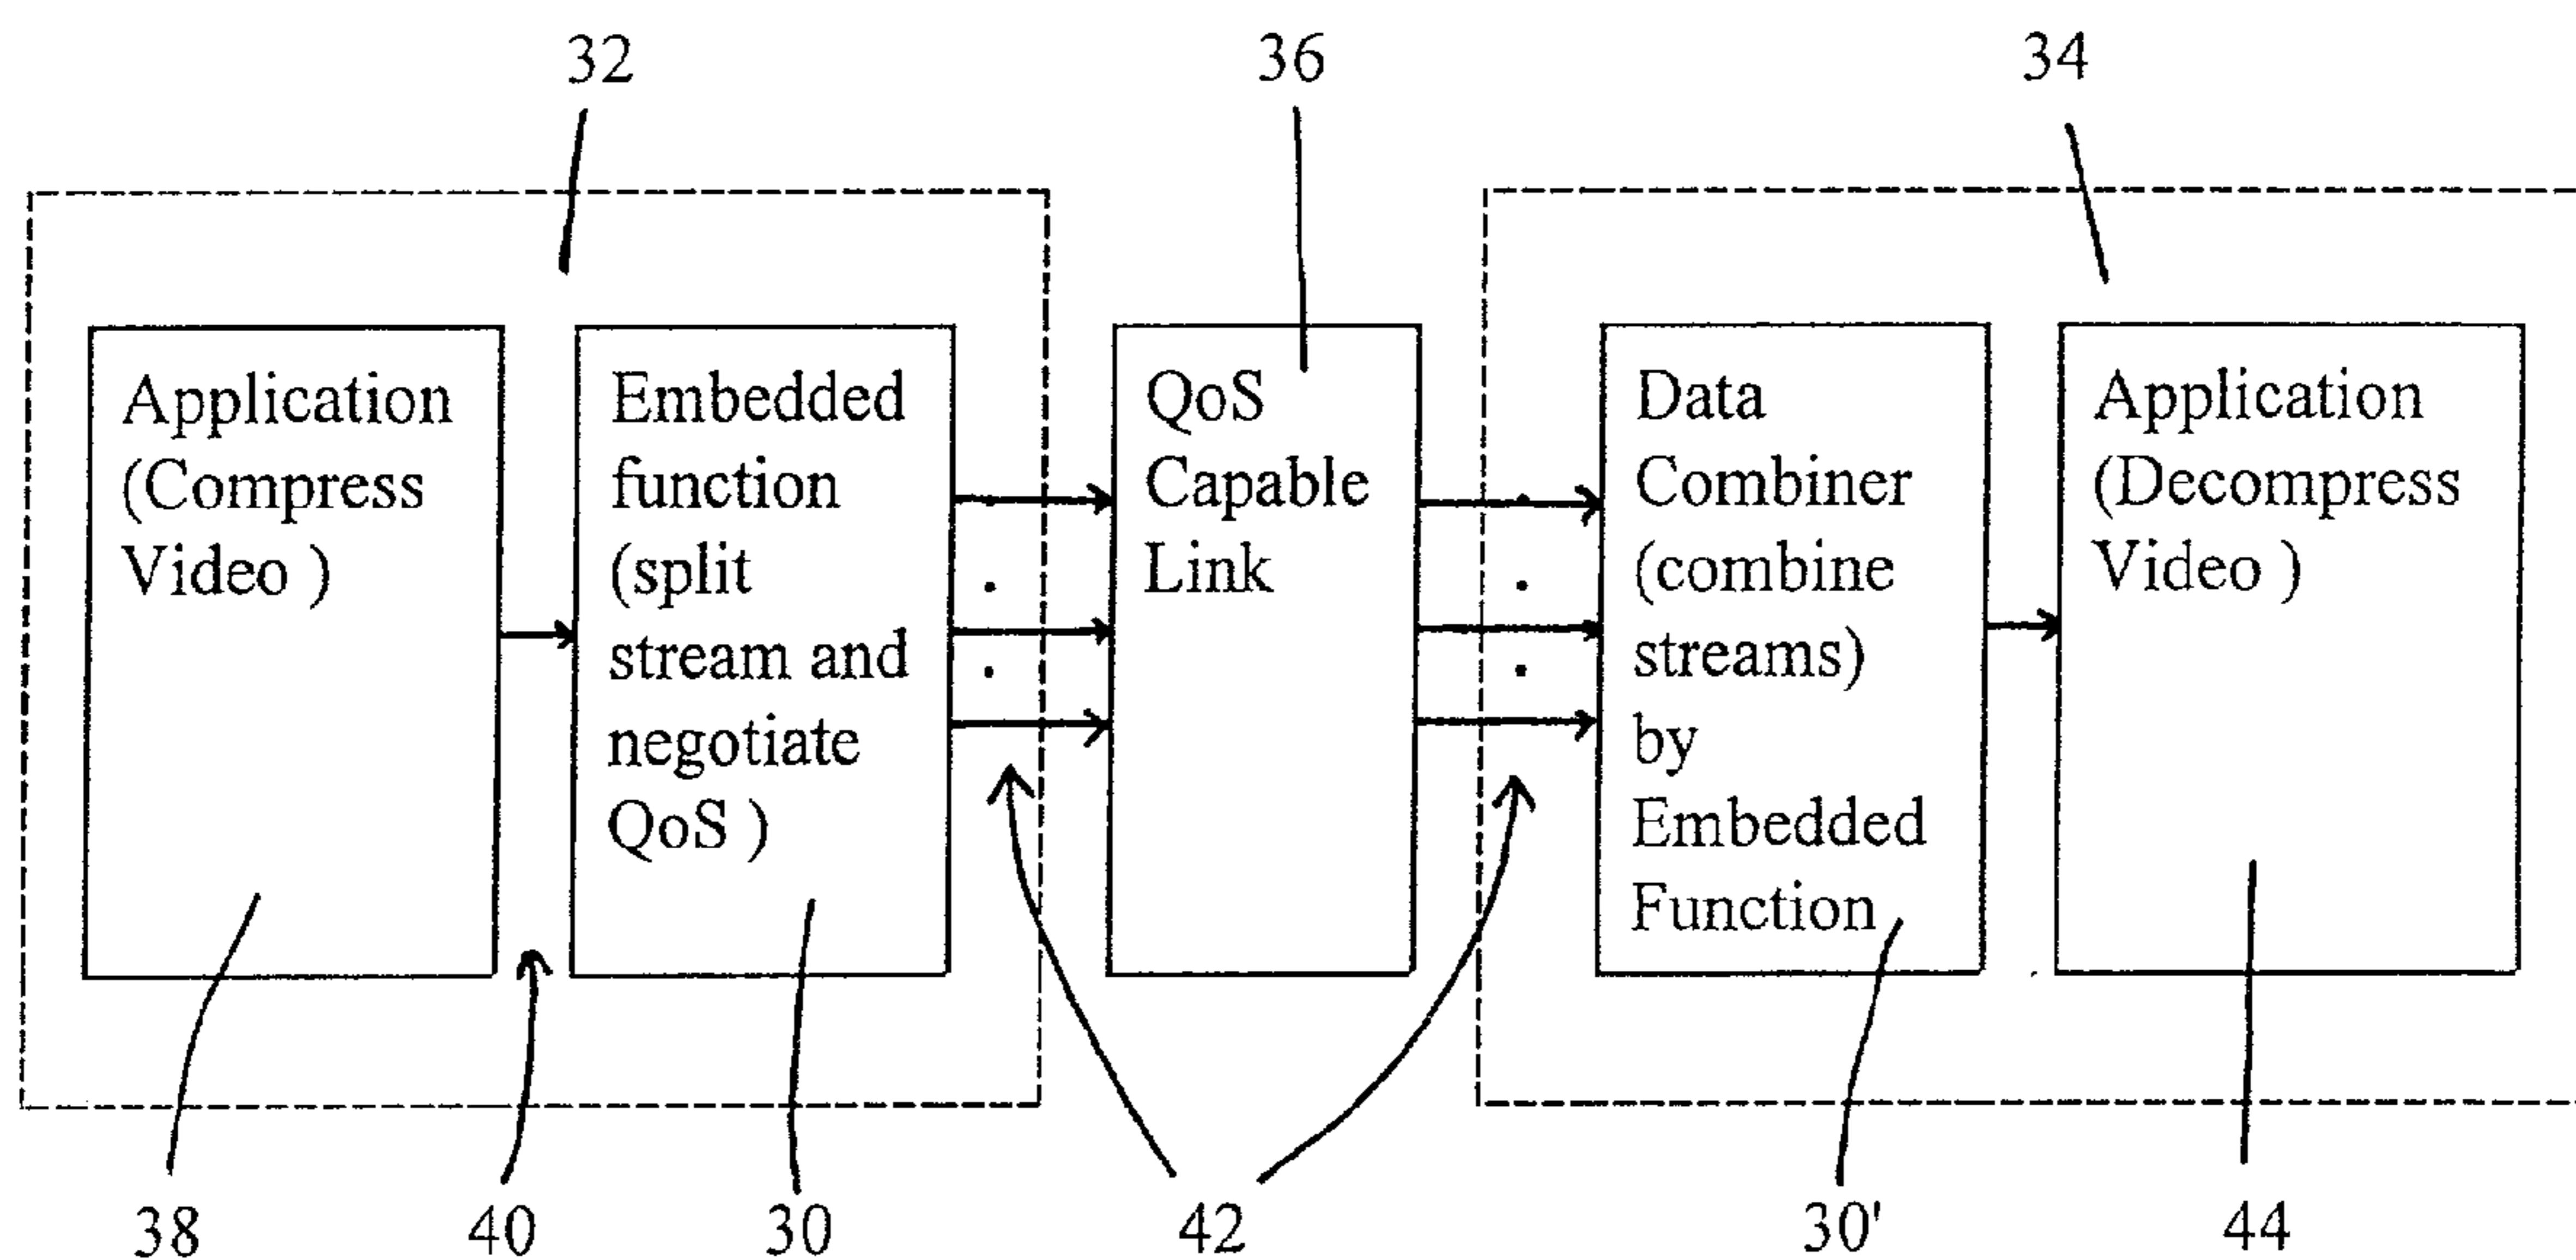 32
36
34
Application
(Compress
Video )
Embedded
function
(split
stream and
negotiate
QoS )
QoS
Capable
Link
Data
Combiner
(combine
streams)
by
Embedded
Function
Application
(Decompress
Video )
38
40
30
42
30'
44